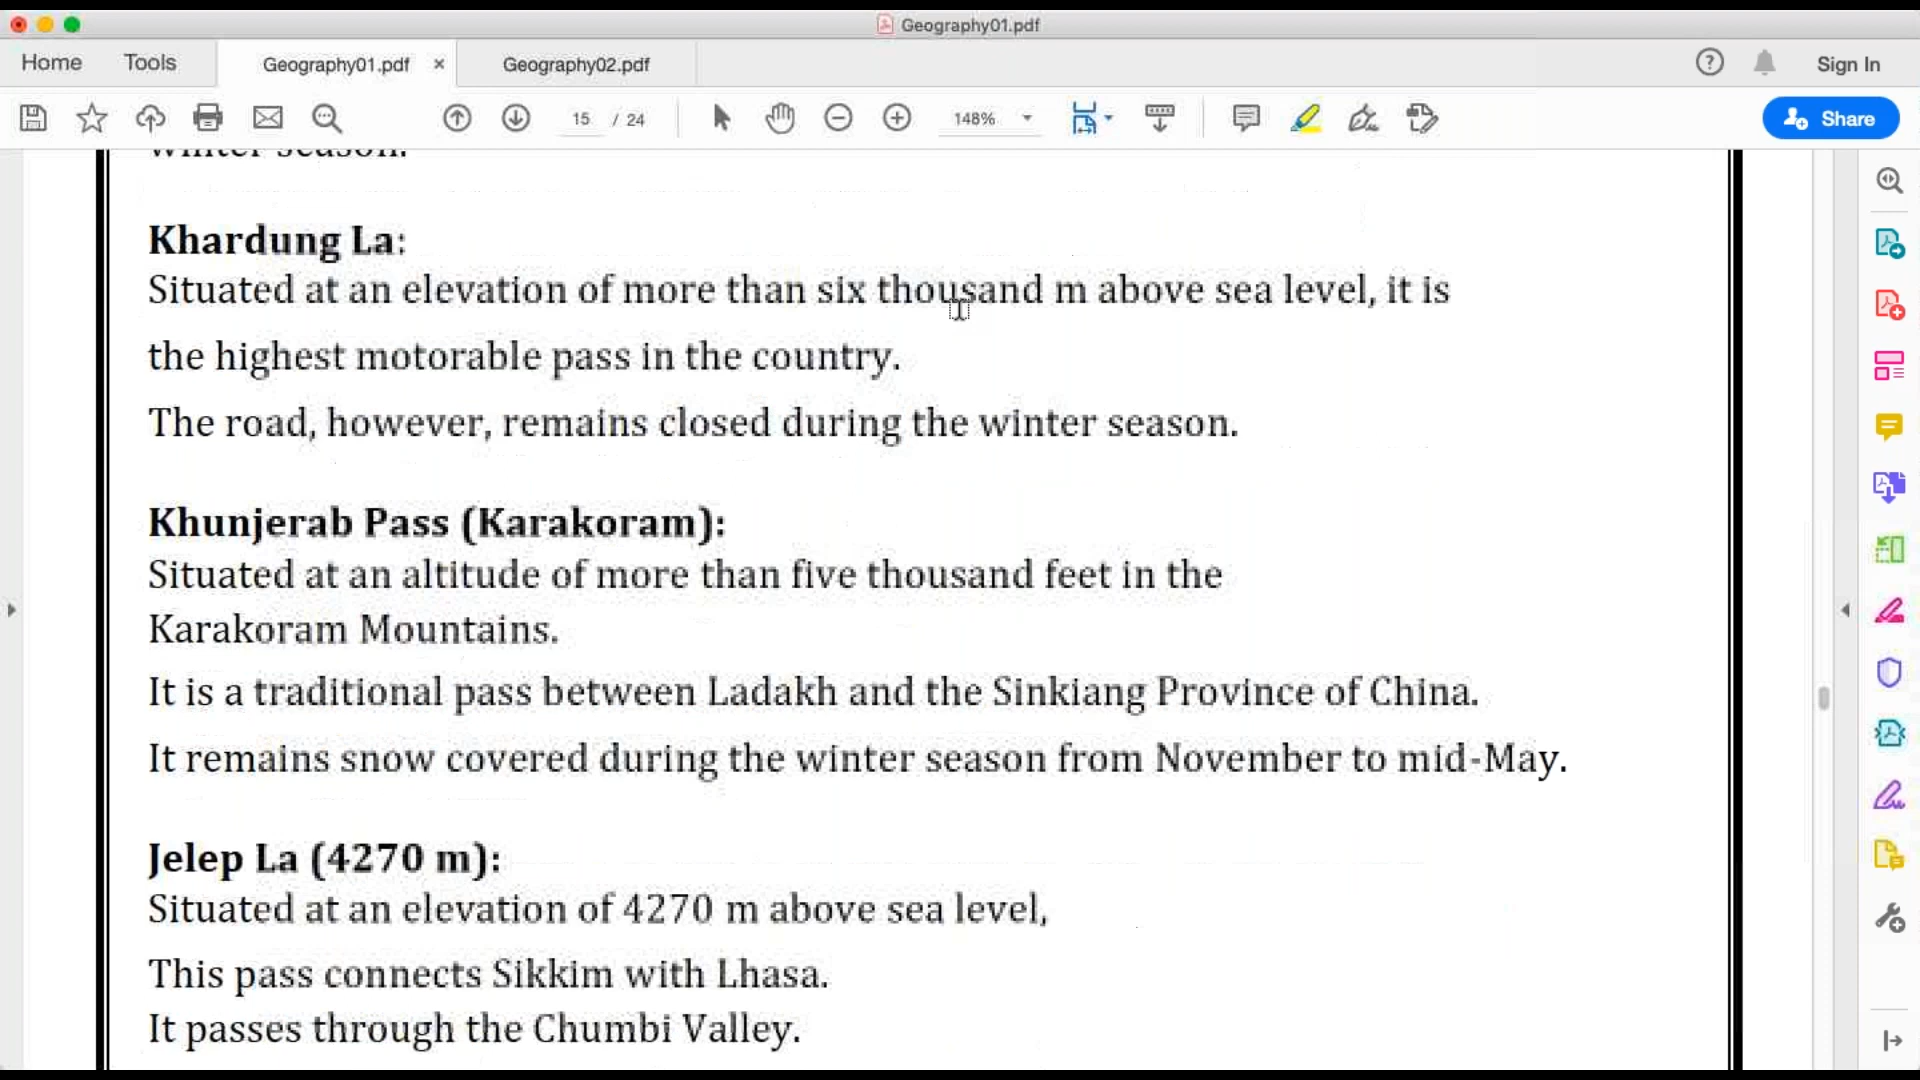 Geography01.pdf
Home
Tools
Geography01.pdf
Geography02.pdf
Sign In
15 / 24
148%
Share
winter season.
Khardung La:
Situated at an elevation of more than six thousand m above sea level, it is
the highest motorable pass in the country.
The road, however, remains closed during the winter season.
Khunjerab Pass (Karakoram):
Situated at an altitude of more than five thousand feet in the
Karakoram Mountains.
It is a traditional pass between Ladakh and the Sinkiang Province of China.
It remains snow covered during the winter season from November to mid-May.
Jelep La (4270 m):
Situated at an elevation of 4270 m above sea level,
This pass connects Sikkim with Lhasa.
It passes through the Chumbi Valley.